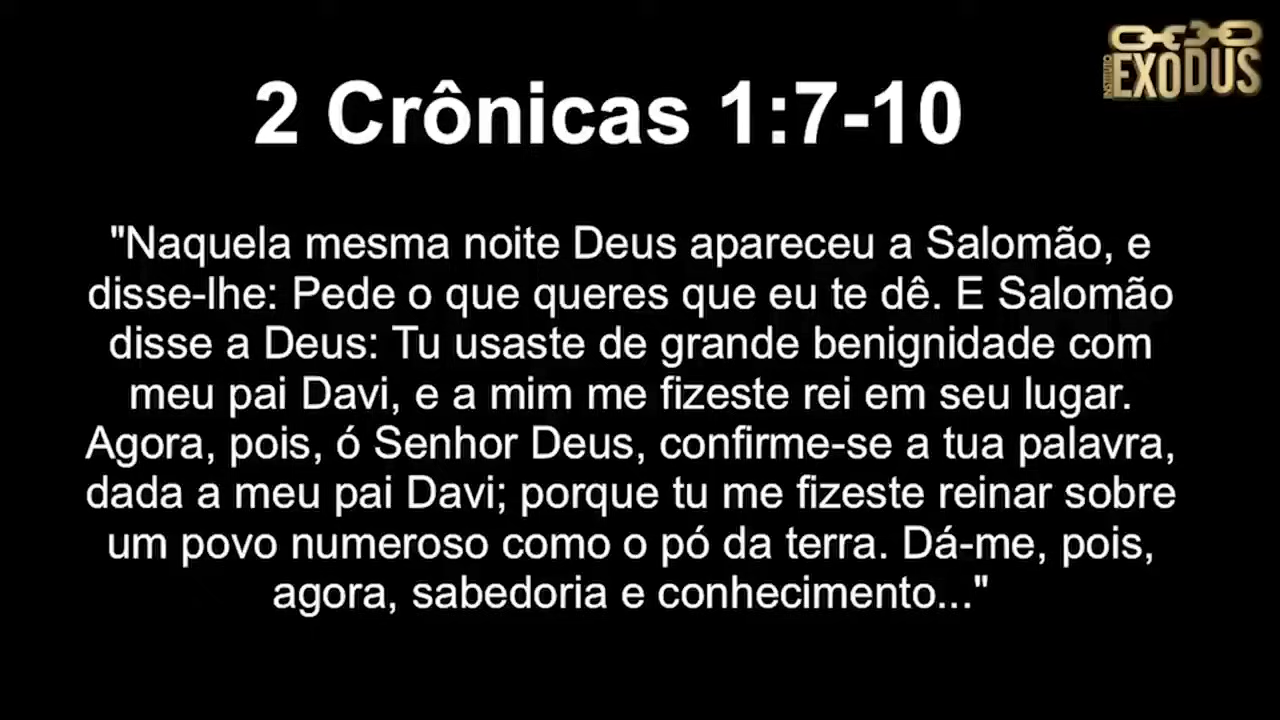 INSTITUTO
EXODUS
2 Crônicas 1:7-10
"Naquela mesma noite Deus apareceu a Salomão, e
disse-lhe: Pede o que queres que eu te dê. E Salomão
disse a Deus: Tu usaste de grande benignidade com
meu pai Davi, e a mim me fizeste rei em seu lugar.
Agora, pois, ó Senhor Deus, confirme-se a tua palavra,
dada a meu pai Davi; porque tu me fizeste reinar sobre
um povo numeroso como o pó da terra. Dá-me, pois,
agora, sabedoria e conhecimento..."